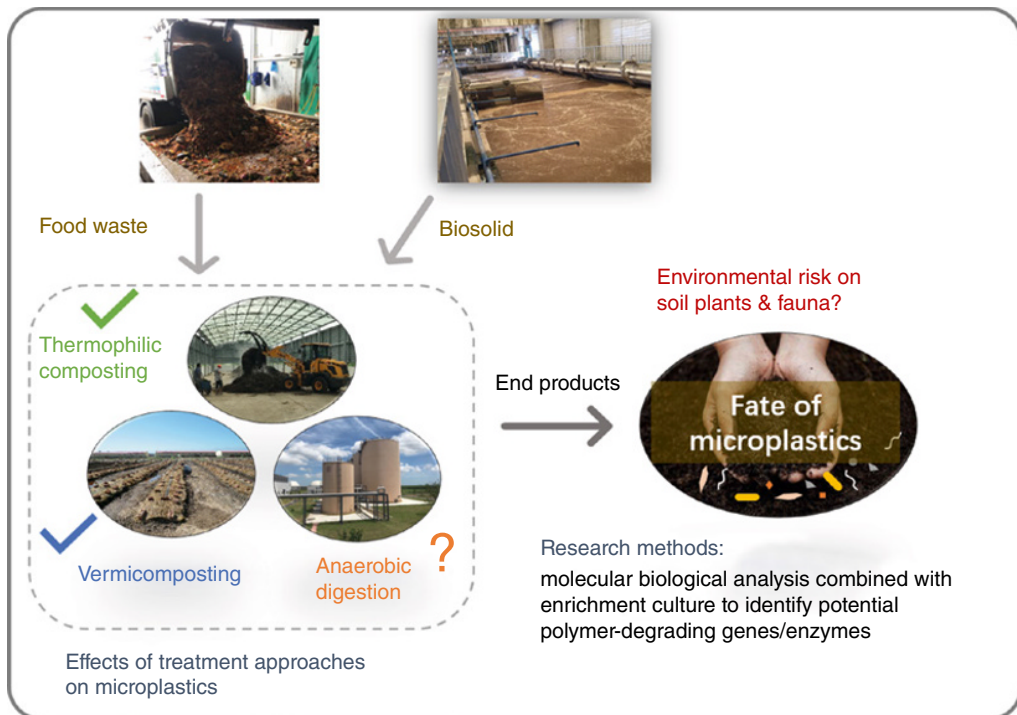 Food waste
Biosolid
Thermophilic
composting
Vermicomposting
Anaerobic
digestion
?
Effects of treatment approaches
on microplastics
End products
Environmental risk on
soil plants & fauna?
Fate of
microplastics
Research methods:
molecular biological analysis combined with
enrichment culture to identify potential
polymer-degrading genes/enzymes